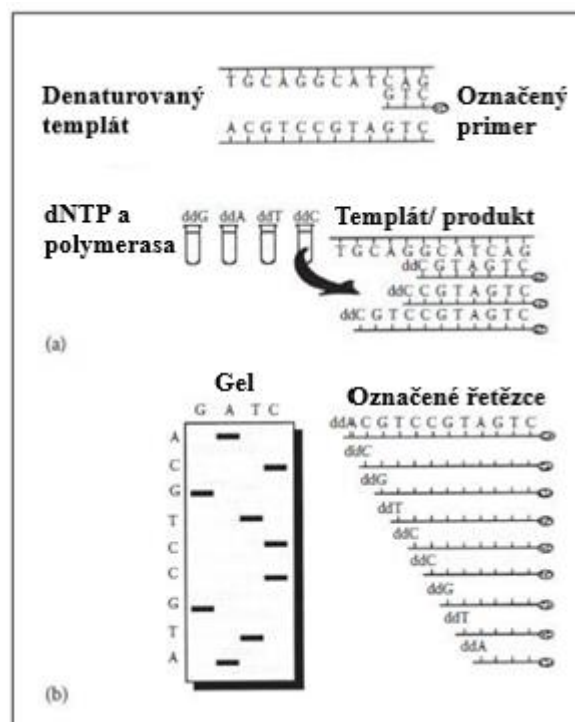 T G C A G G C A T C A G
G T C
Denaturovaný
templát
Označený
primer
A C G T C C G T A G T C
dNTP a
polymerasa
ddG ddA ddT ddC
Templát/ produkt
T G C A G G C A T C A G
ddC G T A G T C
ddC C G T A G T C
ddC G T C C G T A G T C
(a)
Gel
G A T C
A
C
G
T
C
C
G
T
A
Označené řetězce
ddA C G T C C G T A G T C
ddC
ddG
ddT
ddC
ddC
ddG
ddT
ddA
(b)